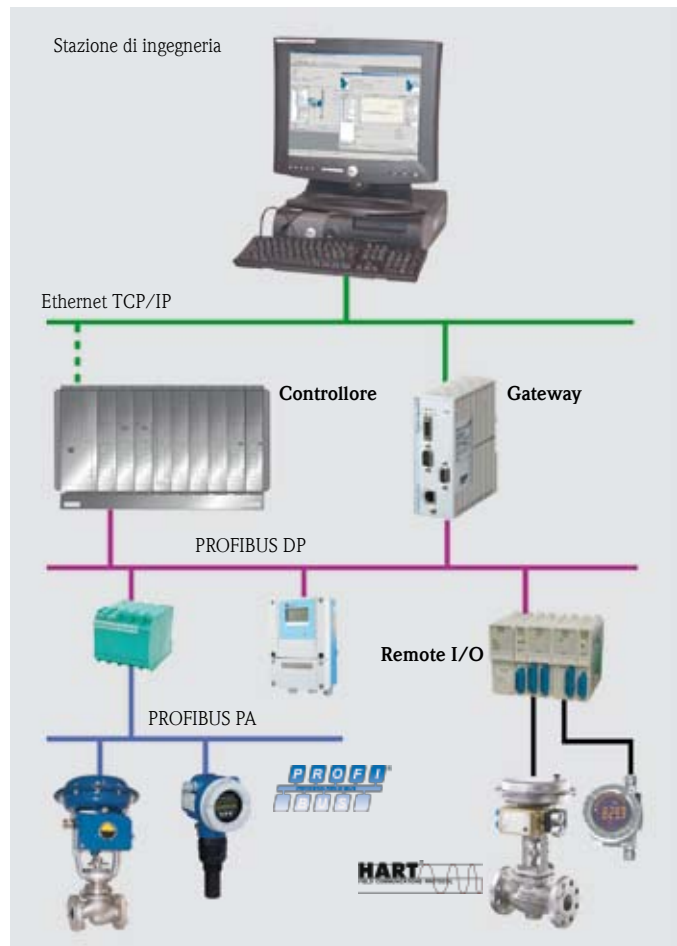 Stazione di ingegneria
Ethernet TCP/IP
Controllore
Gateway
PROFIBUS DP
Remote I/O
PROFIBUS PA
PROFI
BUS
HART